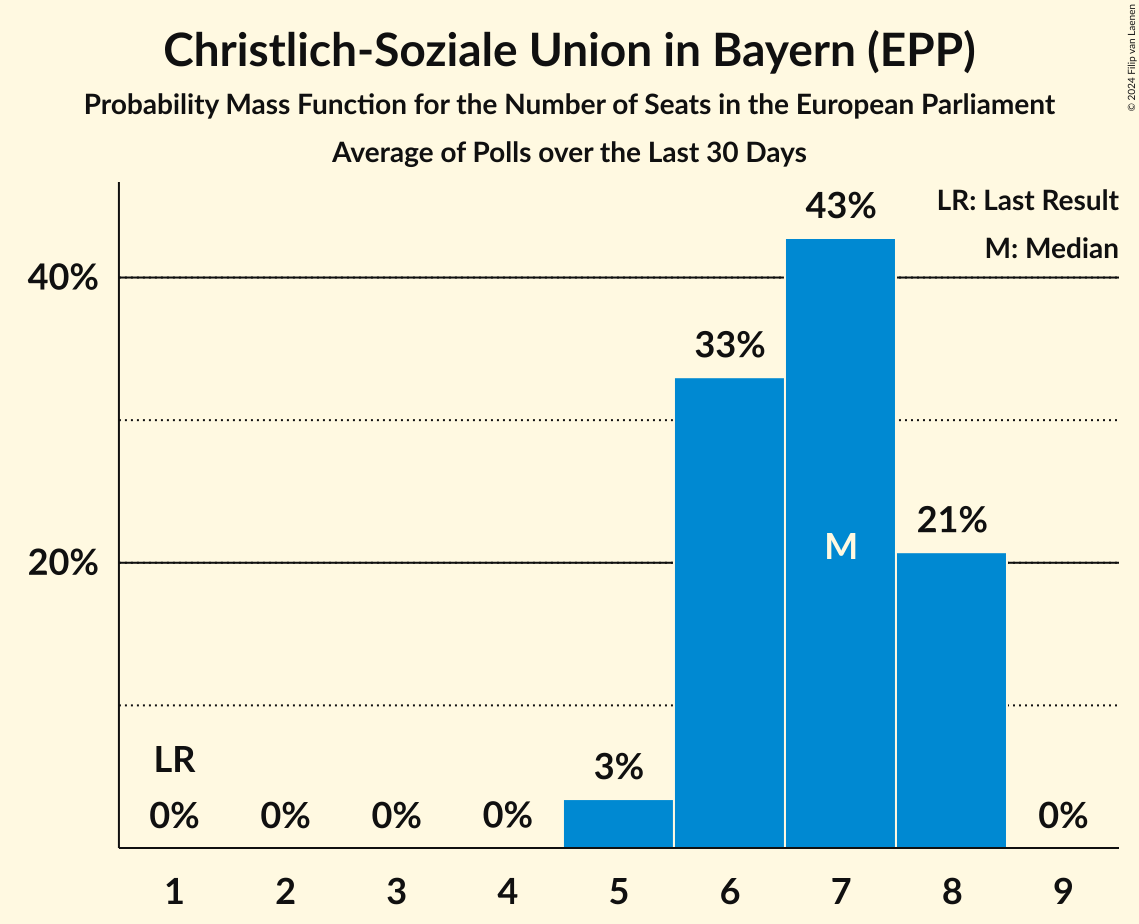 Christlich-Soziale Union in Bayern (EPP)
Probability Mass Function for the Number of Seats in the European Parliament
Average of Polls over the Last 30 Days
© 2024 Filip van Laenen
LR: Last Result
M: Median
43%
40%
33%
21%
M
20%
LR
3%
0% 0% 0% 0% 0%
1 2 3 4 5 6 7 8 9